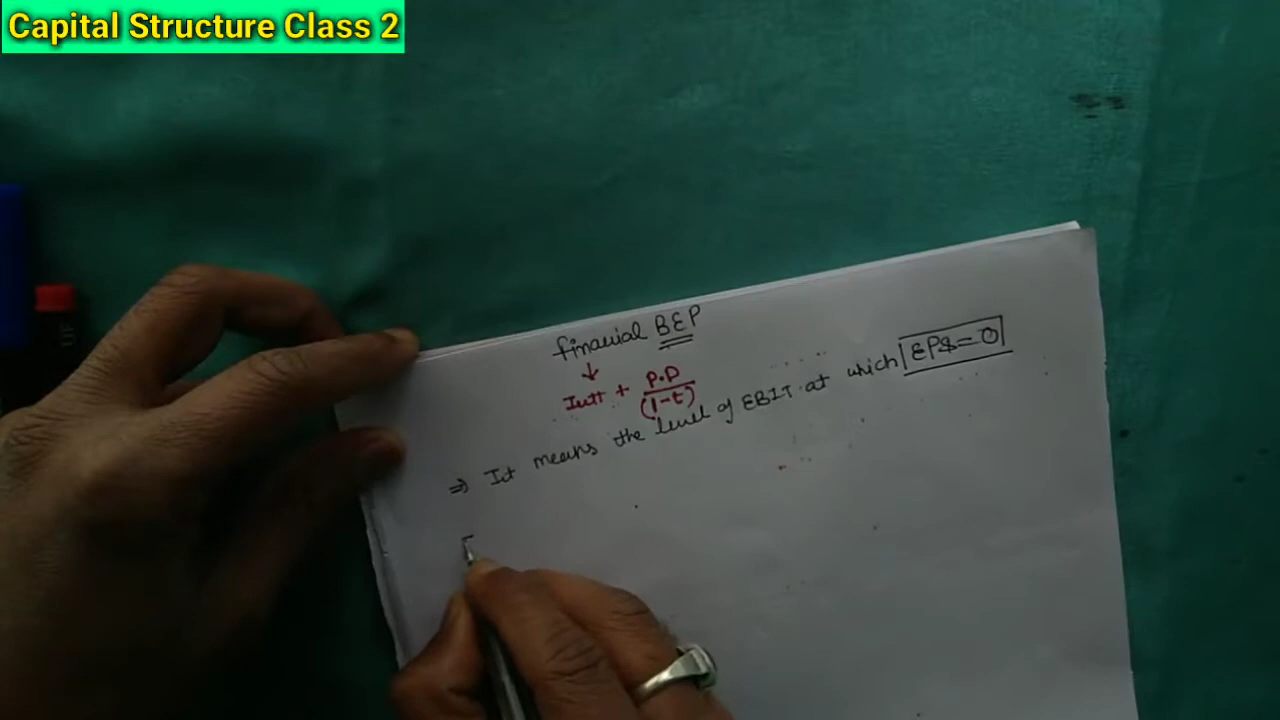 Capital Structure Class 2
financial BEP
↓
Intt + P.D/(1-t)
⇒ It means the level of EBIT at which EPS=0